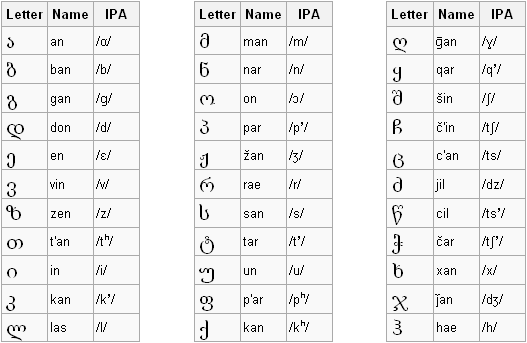 Letter Name IPA Letter Name IPA Letter Name IPA
ა an /ɑ/ მ man /m/ ღ ḡan /ɣ/
ბ ban /b/ ნ nar /n/ ყ qar /q’/
გ gan /g/ ო on /ɔ/ შ šin /ʃ/
დ don /d/ პ par /p’/ ჩ č'in /tʃ/
ე en /ɛ/ ჟ žan /ʒ/ ც c'an /ts/
ვ vin /v/ რ rae /r/ ძ jil /dz/
ზ zen /z/ ს san /s/ წ cil /ts’/
თ t'an /tʰ/ ტ tar /t’/ ჭ čar /tʃ’/
ი in /i/ უ un /u/ ხ xan /x/
კ kan /k’/ ფ p'ar /pʰ/ ჯ ǰan /dʒ/
ლ las /l/ ქ kan /kʰ/ ჰ hae /h/